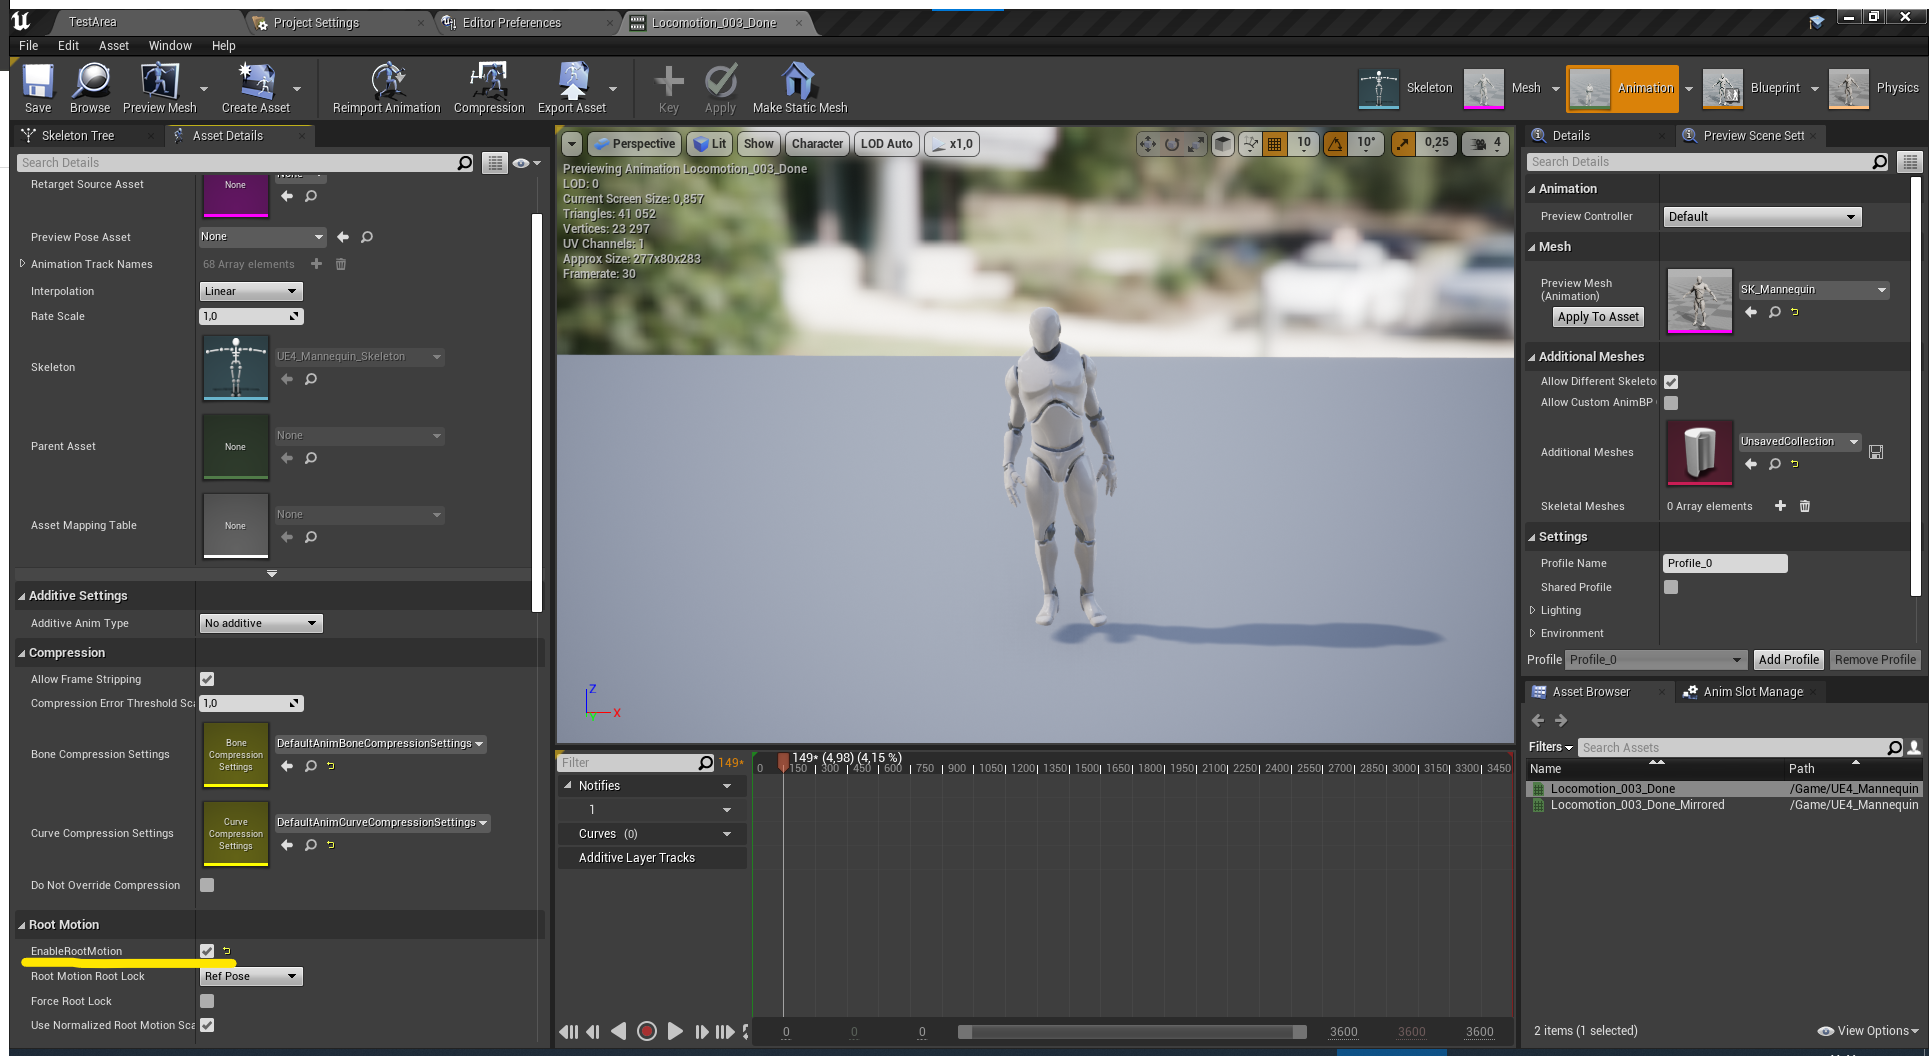 TestArea
Project Settings
Editor Preferences
Locomotion_003_Done
File Edit Asset Window Help
Save
Browse
Preview Mesh
Create Asset
Reimport Animation
Compression
Export Asset
Key
Apply
Make Static Mesh
Skeleton
Mesh
Animation
Blueprint
Physics
Skeleton Tree
Asset Details
Search Details
Retarget Source Asset
None
Preview Pose Asset
None
Animation Track Names
68 Array elements
Interpolation
Linear
Rate Scale
1,0
Skeleton
UE4_Mannequin_Skeleton
Parent Asset
None
None
Asset Mapping Table
None
None
Additive Settings
Additive Anim Type
No additive
Compression
Allow Frame Stripping
Compression Error Threshold Sca
1,0
Bone Compression Settings
Bone
Compression
Settings
DefaultAnimBoneCompressionSettings
Curve Compression Settings
Curve
Compression
Settings
DefaultAnimCurveCompressionSettings
Do Not Override Compression
Root Motion
EnableRootMotion
Root Motion Root Lock
Ref Pose
Force Root Lock
Use Normalized Root Motion Sca
Perspective
Lit
Show
Character
LOD Auto
x1,0
10
10°
0,25
4
Previewing Animation Locomotion_003_Done
LOD: 0
Current Screen Size: 0,857
Triangles: 41 052
Vertices: 23 297
UV Channels: 1
Approx Size: 277x80x283
Framerate: 30
Z
X
Filter
149*
149* (4,98) (4,15 %)
0 150 300 450 600 750 900 1050 1200 1350 1500 1650 1800 1950 2100 2250 2400 2550 2700 2850 3000 3150 3300 3450
Notifies
1
Curves (0)
Additive Layer Tracks
0 0 0 3600 3600 3600
Details
Preview Scene Sett
Search Details
Animation
Preview Controller
Default
Mesh
Preview Mesh
(Animation)
Apply To Asset
SK_Mannequin
Additional Meshes
Allow Different Skeleto
Allow Custom AnimBP
Additional Meshes
UnsavedCollection
Skeletal Meshes
0 Array elements
Settings
Profile Name
Profile_0
Shared Profile
Lighting
Environment
Profile
Profile_0
Add Profile
Remove Profile
Asset Browser
Anim Slot Manage
Filters
Search Assets
Name
Path
Locomotion_003_Done /Game/UE4_Mannequin
Locomotion_003_Done_Mirrored /Game/UE4_Mannequin
2 items (1 selected)
View Options